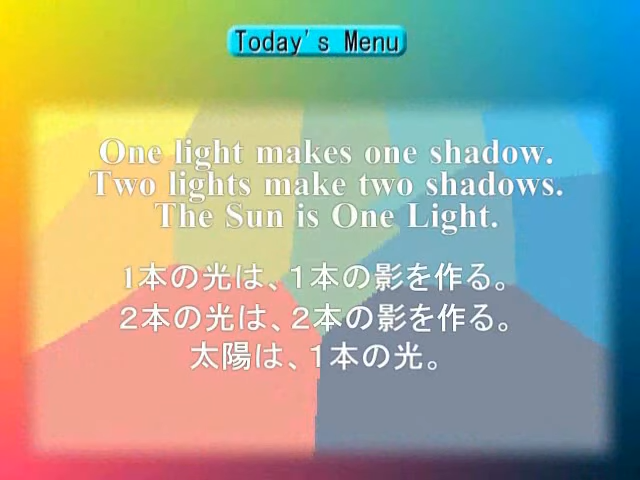 Today's Menu
One light makes one shadow.
Two lights make two shadows.
The Sun is One Light.
1本の光は、１本の影を作る。
２本の光は、２本の影を作る。
太陽は、１本の光。